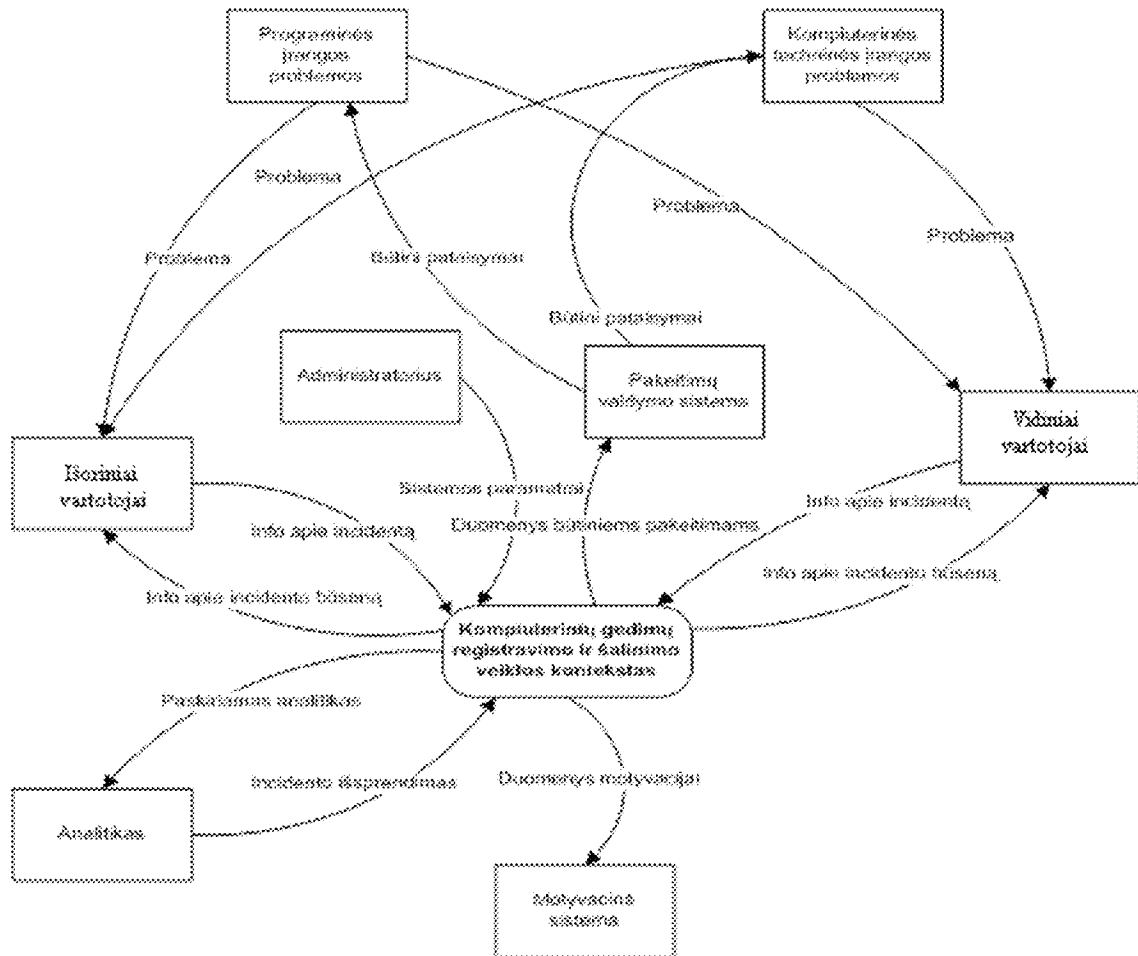 Programinės
įrangos
problemos
Kompiuterinės
techninės įrangos
problemos
Problema
Problema
Problema
Problema
Būtini pataisymai
Būtini pataisymai
Administratorius
Pakeitimų
valdymo sistema
Vidiniai
vartotojai
Išoriniai
vartotojai
Sistemos parametrai
Info apie incidentą
Duomenys būtiniems pakeitimams
Info apie incidentą
Info apie incidento būseną
Info apie incidento būseną
Kompiuterinių gedimų
registravimo ir šalinimo
veiklos kontekstas
Paskiriamas analitikas
Incidento išsprendimas
Duomenys motyvacijai
Analitikas
Motyvacinė
sistema